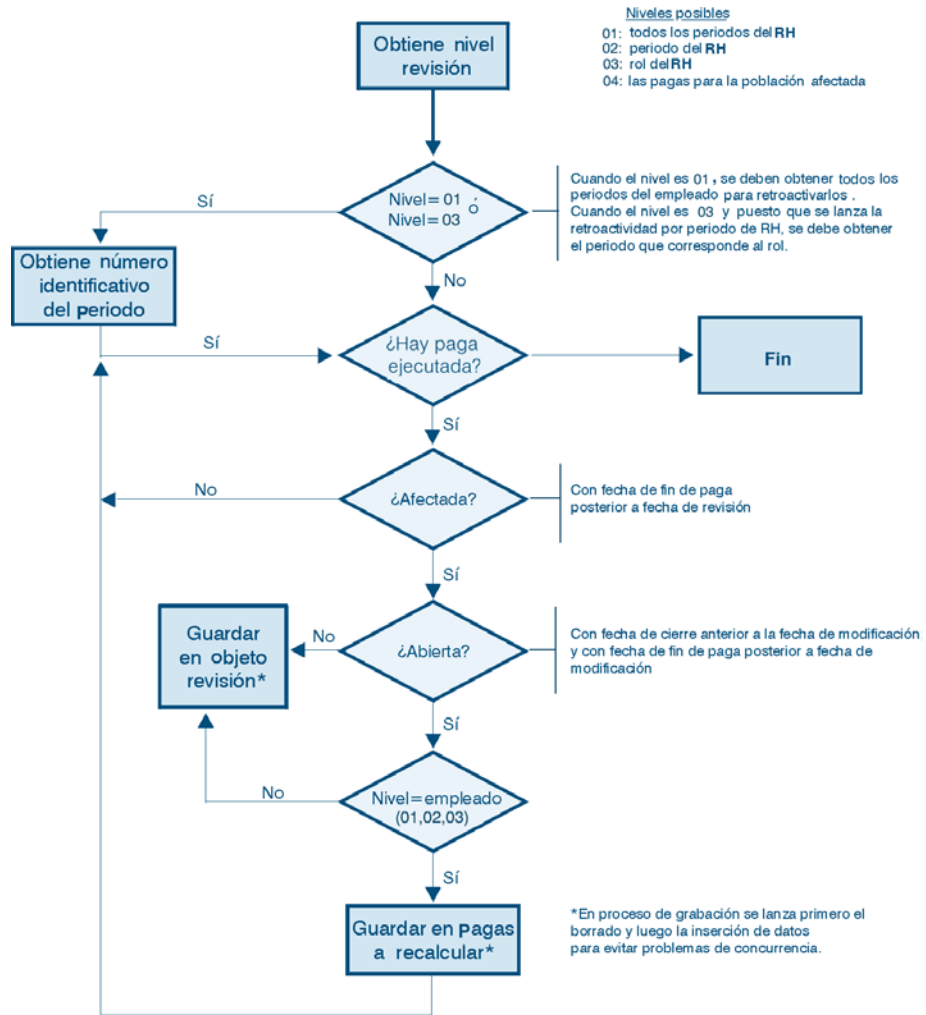 Niveles posibles
01: todos los periodos del RH
02: periodo del RH
03: rol del RH
04: las pagas para la población afectada
Obtiene nivel
revisión
Nivel=01 ó
Nivel=03
Cuando el nivel es 01, se deben obtener todos los
periodos del empleado para retroactivarlos .
Cuando el nivel es 03 y puesto que se lanza la
retroactividad por periodo de RH, se debe obtener
el periodo que corresponde al rol.
Sí
Obtiene número
identificativo
del periodo
No
Sí
¿Hay paga
ejecutada?
Fin
Sí
No
¿Afectada?
Con fecha de fin de paga
posterior a fecha de revisión
Sí
Guardar
en objeto
revisión*
No
¿Abierta?
Con fecha de cierre anterior a la fecha de modificación
y con fecha de fin de paga posterior a fecha de
modificación
Sí
No
Nivel=empleado
(01,02,03)
Sí
Guardar en pagas
a recalcular*
*En proceso de grabación se lanza primero el
borrado y luego la inserción de datos
para evitar problemas de concurrencia.